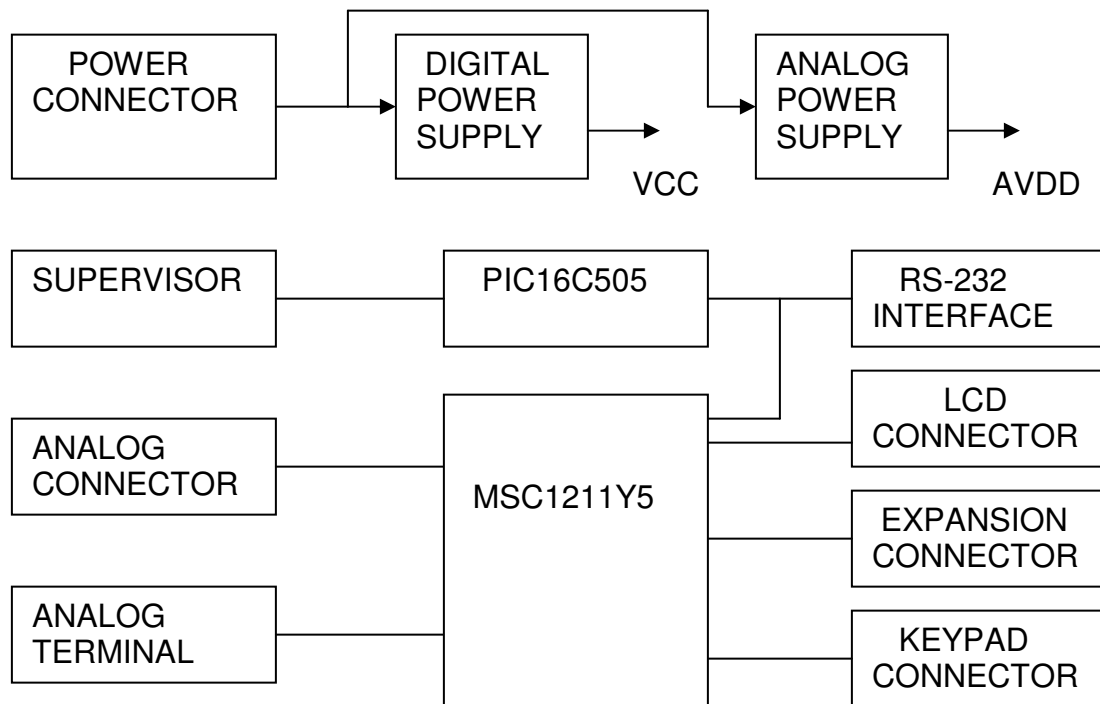 POWER
CONNECTOR
DIGITAL
POWER
SUPPLY
ANALOG
POWER
SUPPLY
VCC
AVDD
SUPERVISOR
PIC16C505
RS-232
INTERFACE
LCD
CONNECTOR
ANALOG
CONNECTOR
MSC1211Y5
EXPANSION
CONNECTOR
ANALOG
TERMINAL
KEYPAD
CONNECTOR